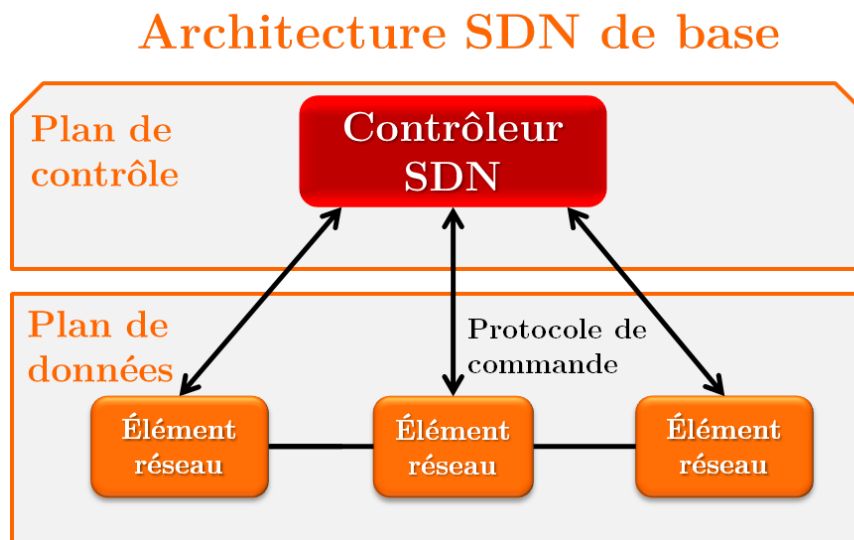 Architecture SDN de base
Plan de
contrôle
Contrôleur
SDN
Plan de
données
Protocole de
commande
Élément
réseau
Élément
réseau
Élément
réseau